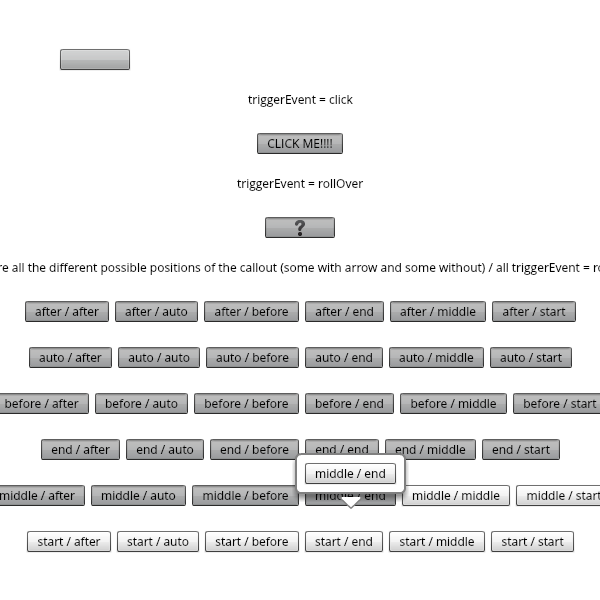 triggerEvent = click
CLICK ME!!!!
triggerEvent = rollOver
?
all the different possible positions of the callout (some with arrow and some without) / all triggerEvent =
after / after after / auto after / before after / end after / middle after / start
auto / after auto / auto auto / before auto / end auto / middle auto / start
before / after before / auto before / before before / end before / middle before / start
end / after end / auto end / before end / end end / middle end / start
middle / end
middle / after middle / auto middle / before middle / end middle / middle middle / start
start / after start / auto start / before start / end start / middle start / start